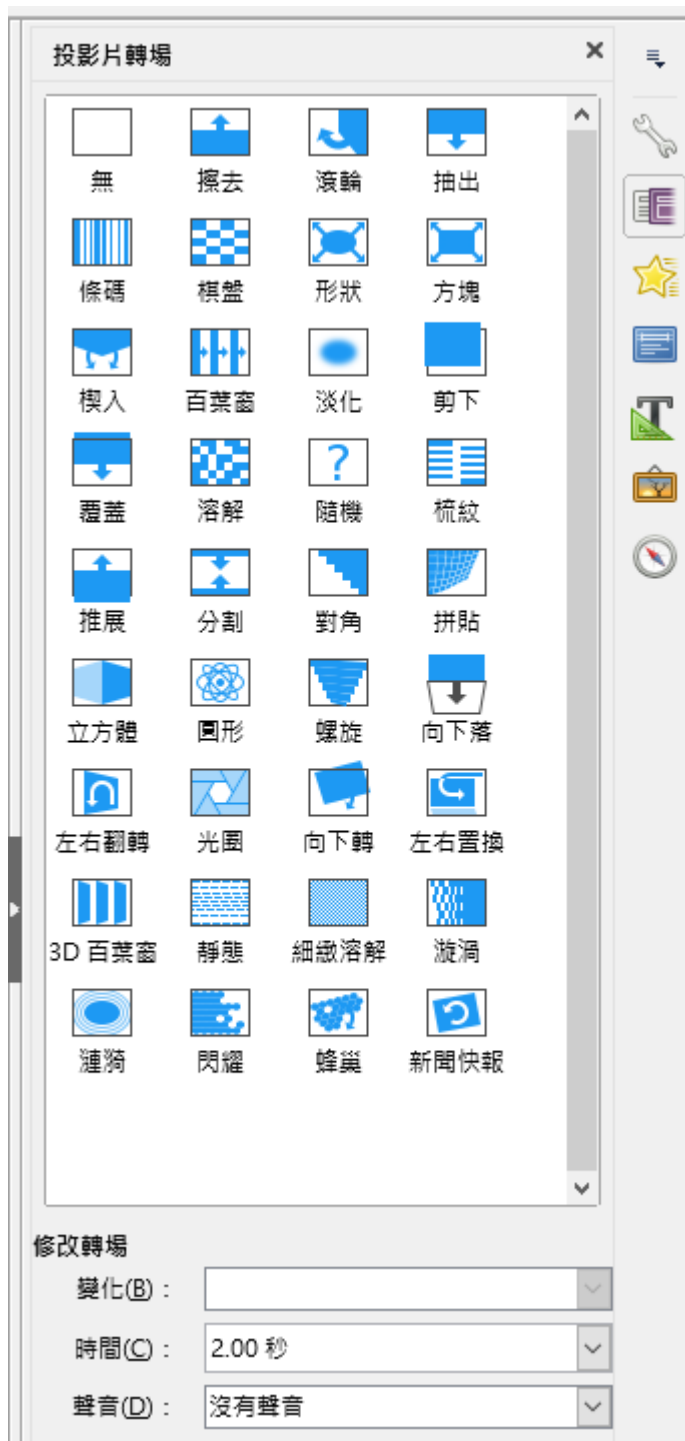 投影片轉場
無 擦去 滾輪 抽出
條碼 棋盤 形狀 方塊
楔入 百葉窗 淡化 剪下
覆蓋 溶解 隨機 梳紋
推展 分割 對角 拼貼
立方體 圓形 螺旋 向下落
左右翻轉 光圈 向下轉 左右置換
3D 百葉窗 靜態 細緻溶解 漩渦
漣漪 閃耀 蜂巢 新聞快報
修改轉場
變化(B)：
時間(C)： 2.00 秒
聲音(D)： 沒有聲音